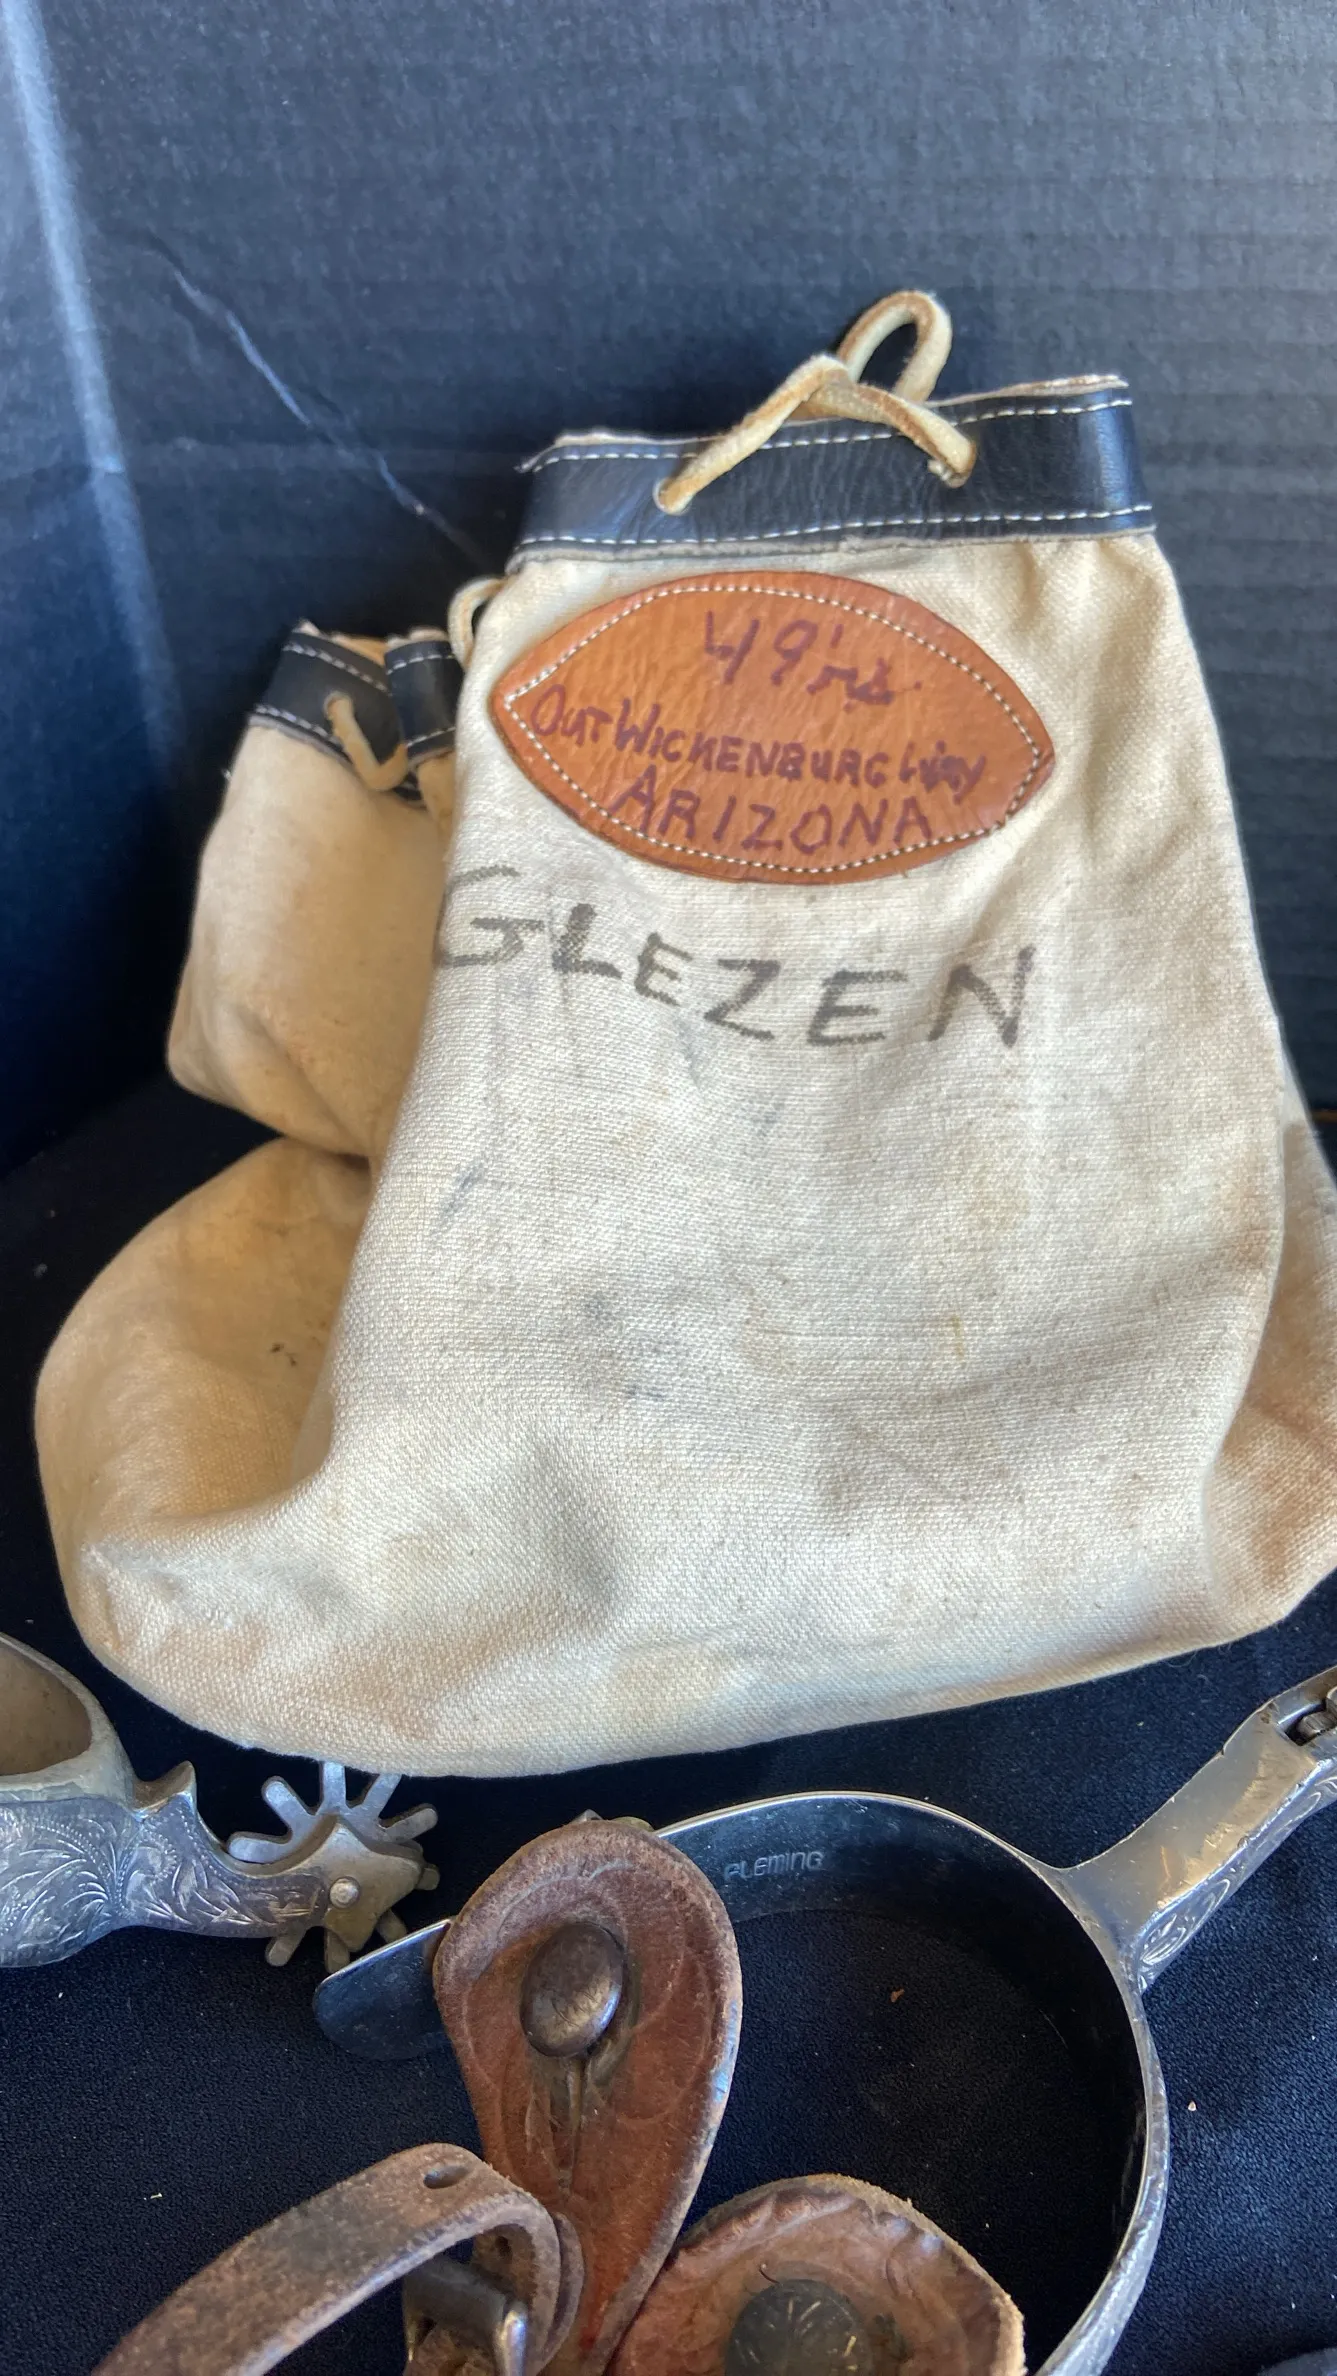 49'rs
OUT WICKENBURG Way
ARIZONA
GLEZEN
FLEMING